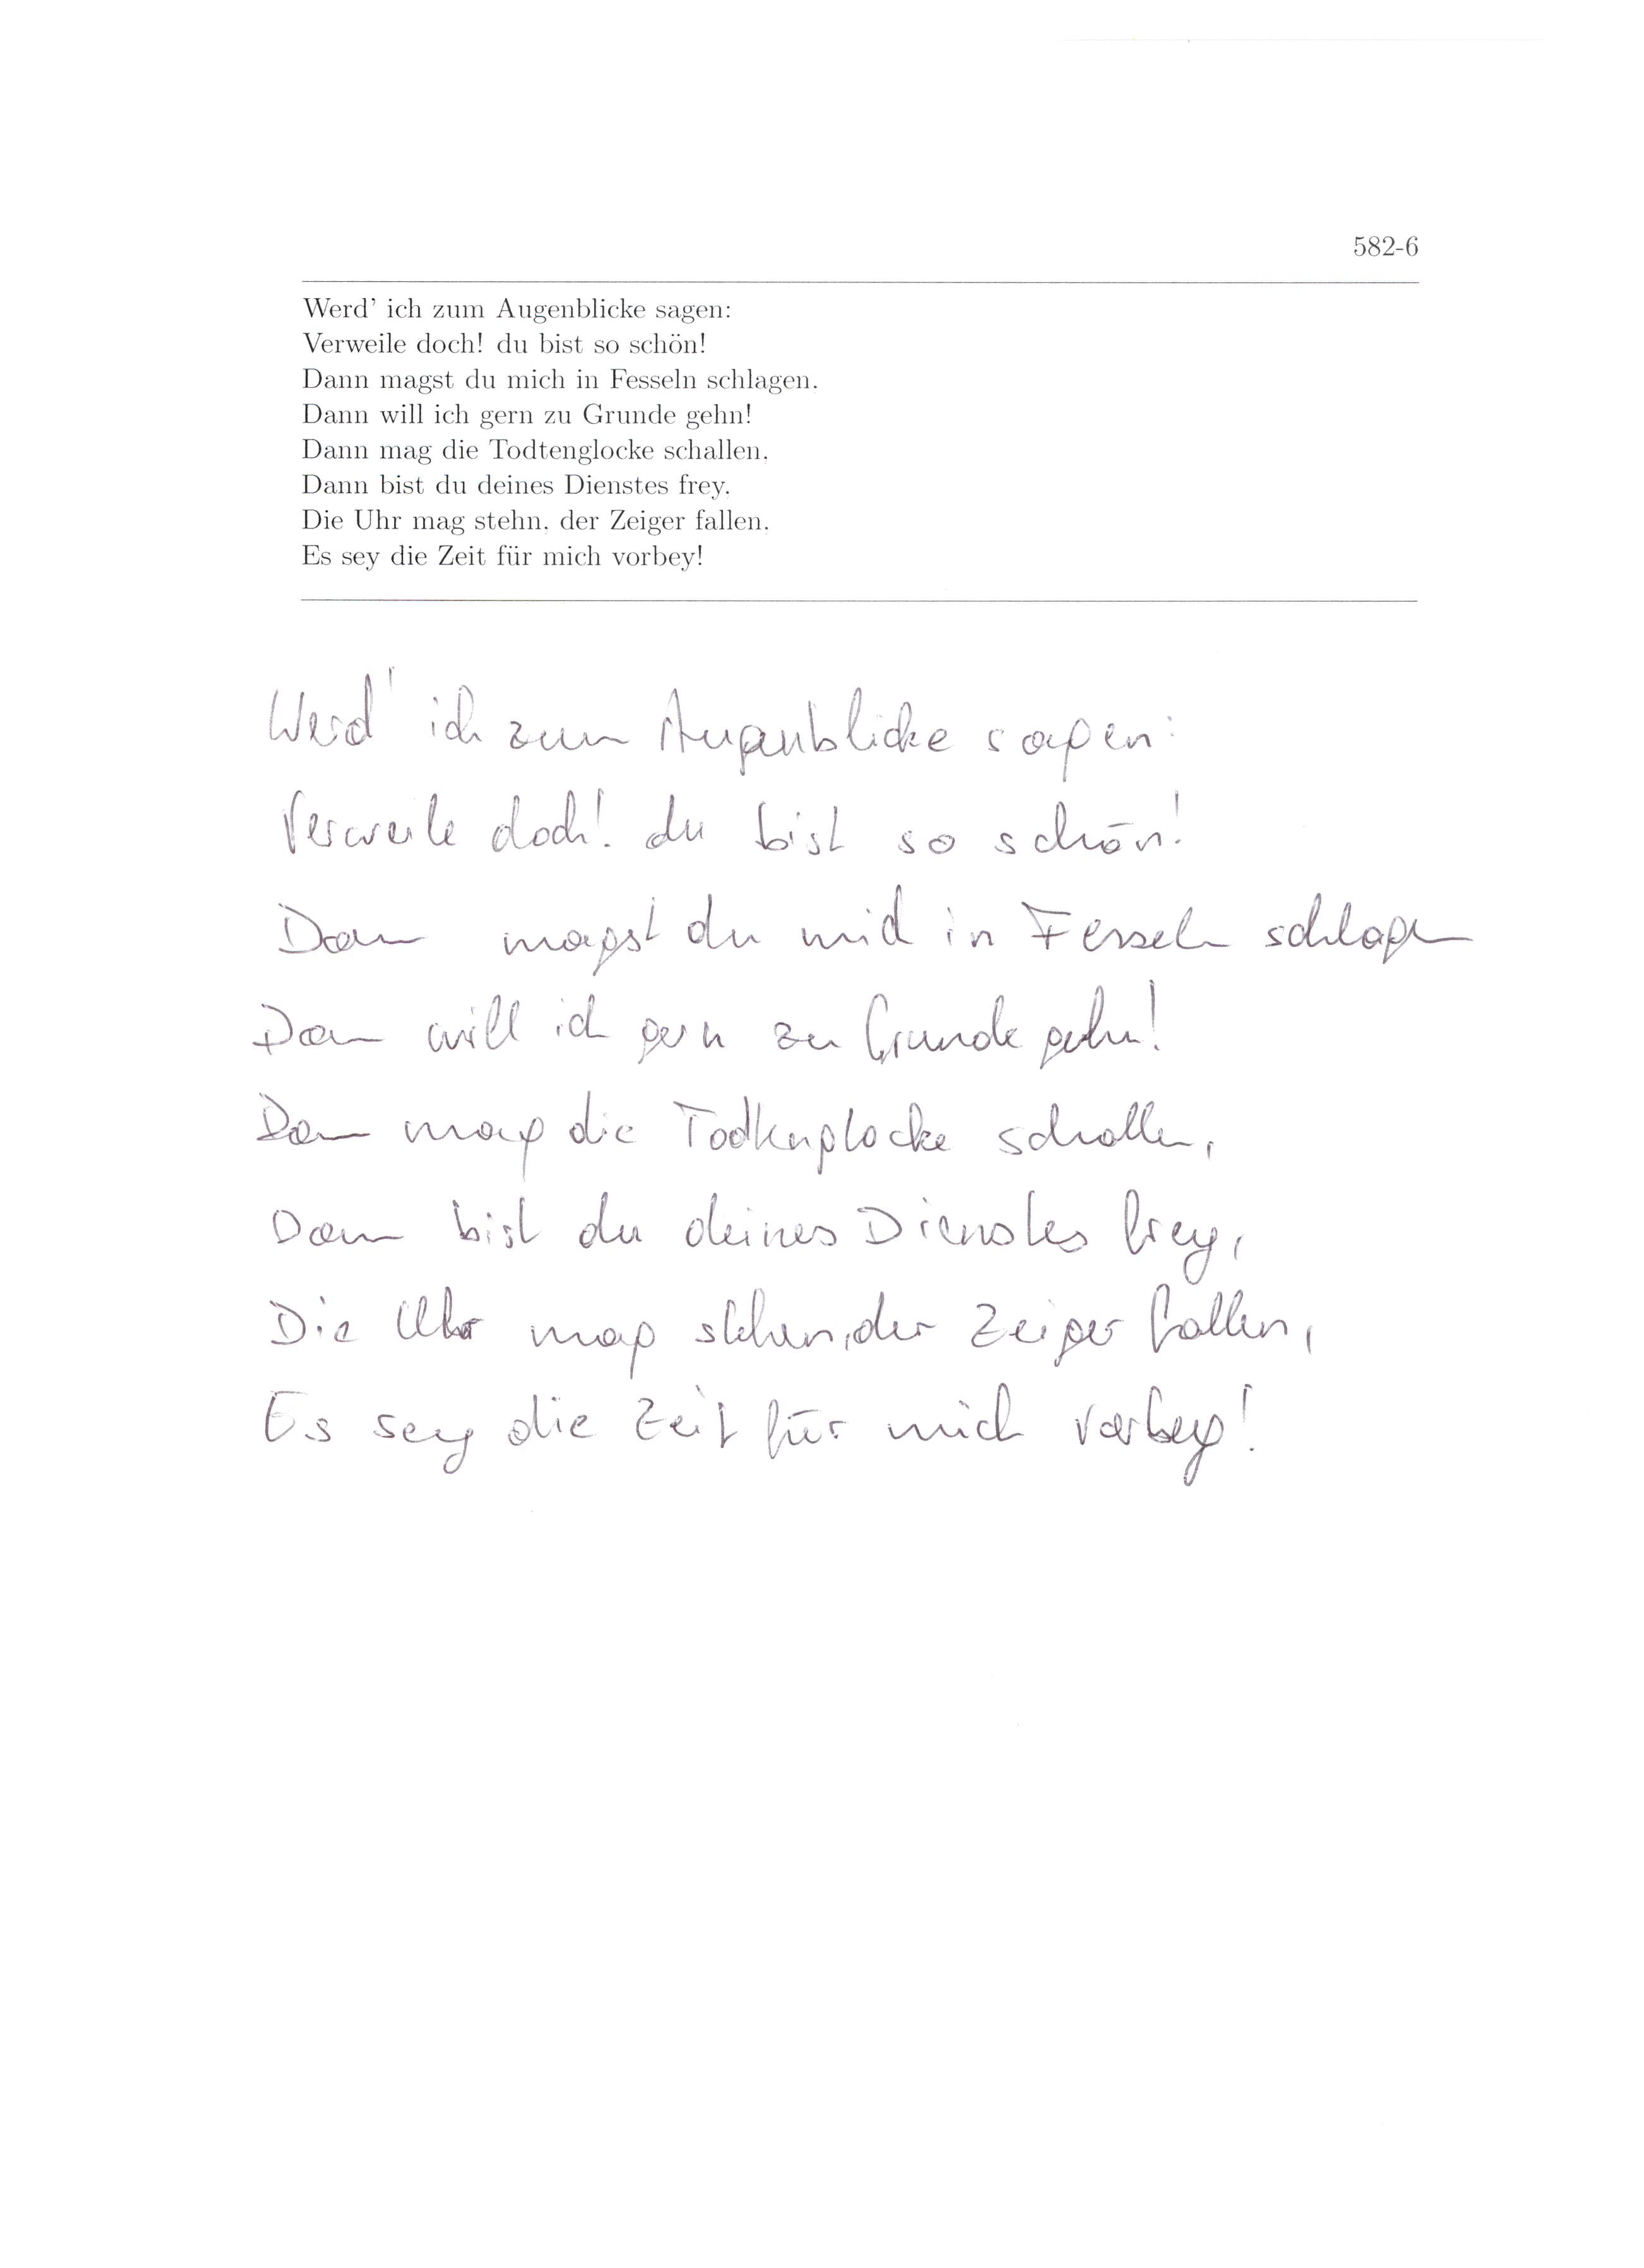 582-6
Werd' ich zum Augenblicke sagen:
Verweile doch! du bist so schön!
Dann magst du mich in Fesseln schlagen.
Dann will ich gern zu Grunde gehn!
Dann mag die Todtenglocke schallen.
Dann bist du deines Dienstes frey.
Die Uhr mag stehn. der Zeiger fallen.
Es sey die Zeit für mich vorbey!
Werd' ich zum Augenblicke sagen:
Verweile doch! du bist so schön!
Dann magst du mich in Fesseln schlagen
Dann will ich gern zu Grunde gehn!
Dann mag die Todtenglocke schallen,
Dann bist du deines Dienstes frey,
Die Uhr mag stehen, der Zeiger fallen,
Es sey die Zeit für mich vorbey!